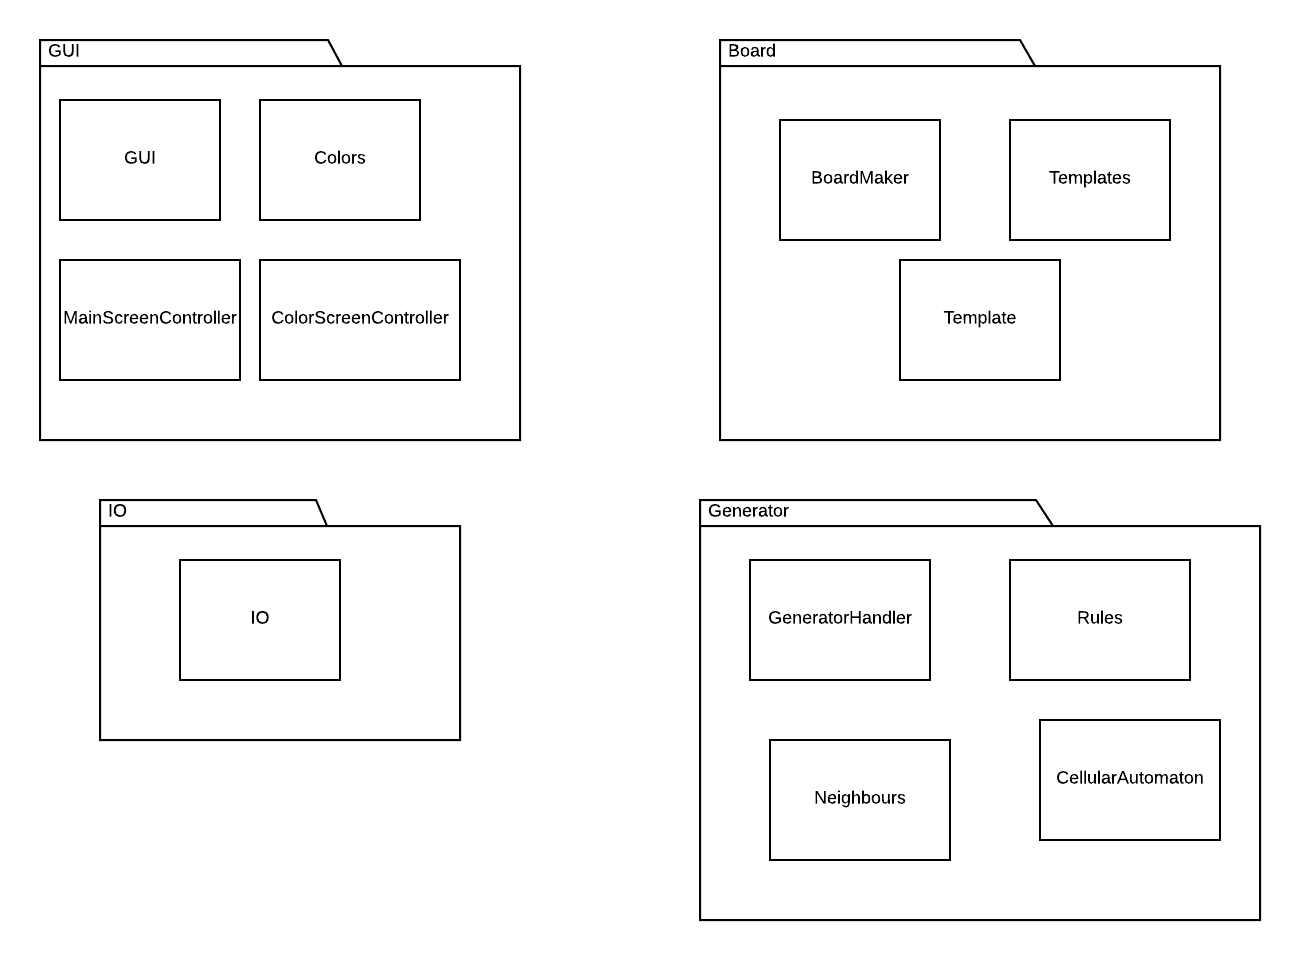 GUI
GUI
Colors
MainScreenController
ColorScreenController
Board
BoardMaker
Templates
Template
IO
IO
Generator
GeneratorHandler
Rules
Neighbours
CellularAutomaton